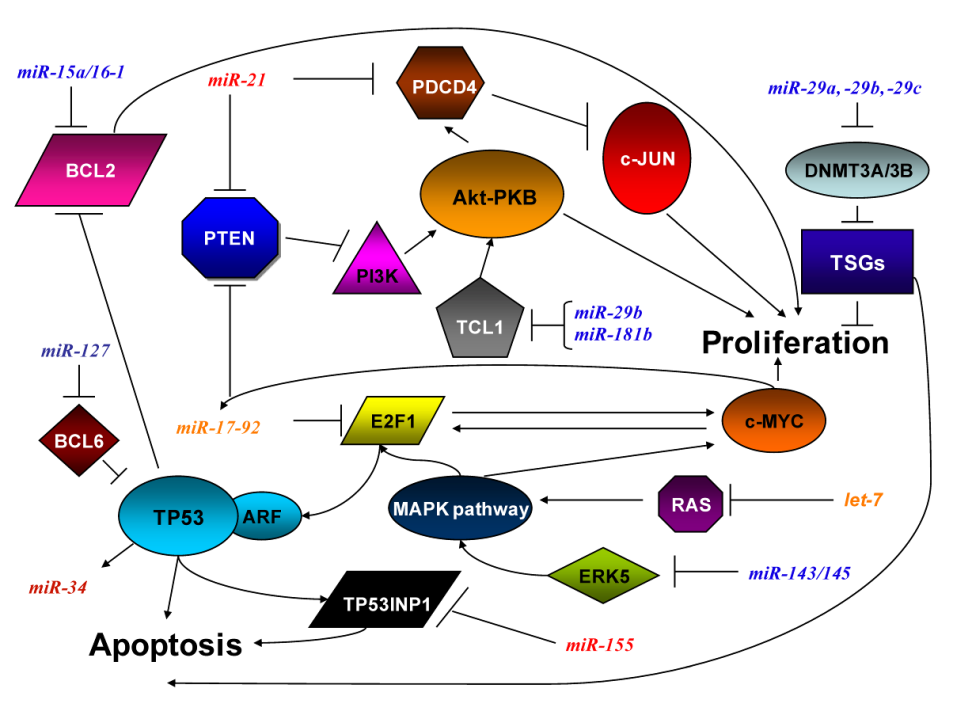 miR-15a/16-1
miR-21
PDCD4
miR-29a, -29b, -29c
BCL2
c-JUN
DNMT3A/3B
Akt-PKB
PTEN
TSGs
PI3K
TCL1
miR-29b
miR-181b
Proliferation
miR-127
miR-17-92
E2F1
c-MYC
BCL6
TP53
ARF
MAPK pathway
RAS
let-7
miR-34
TP53INP1
ERK5
miR-143/145
Apoptosis
miR-155